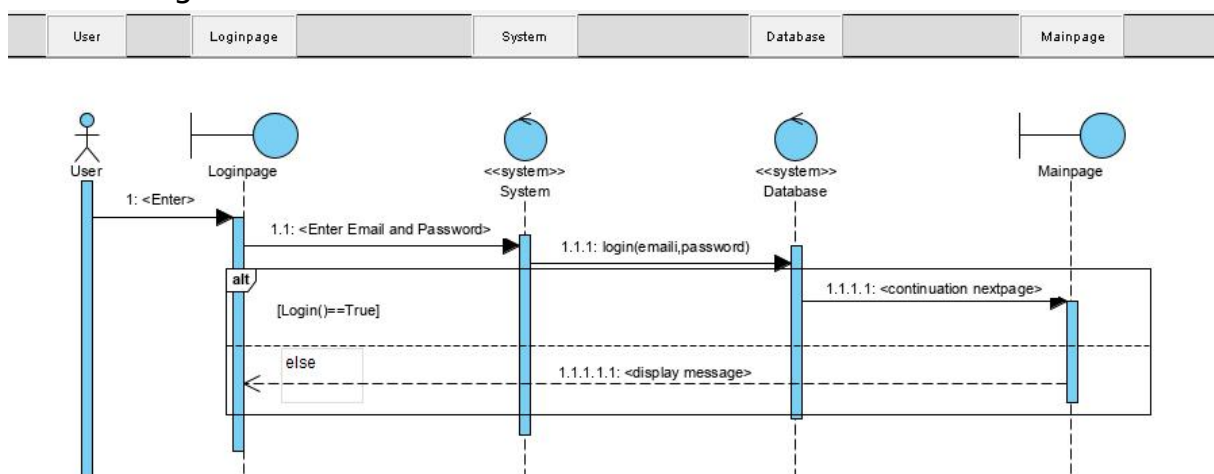 User Loginpage System Database Mainpage
User
Loginpage
<<system>>
System
<<system>>
Database
Mainpage
1: <Enter>
1.1: <Enter Email and Password>
1.1.1: login(emaili,password)
alt
1.1.1.1: <continuation nextpage>
[Login()==True]
else
1.1.1.1.1: <display message>